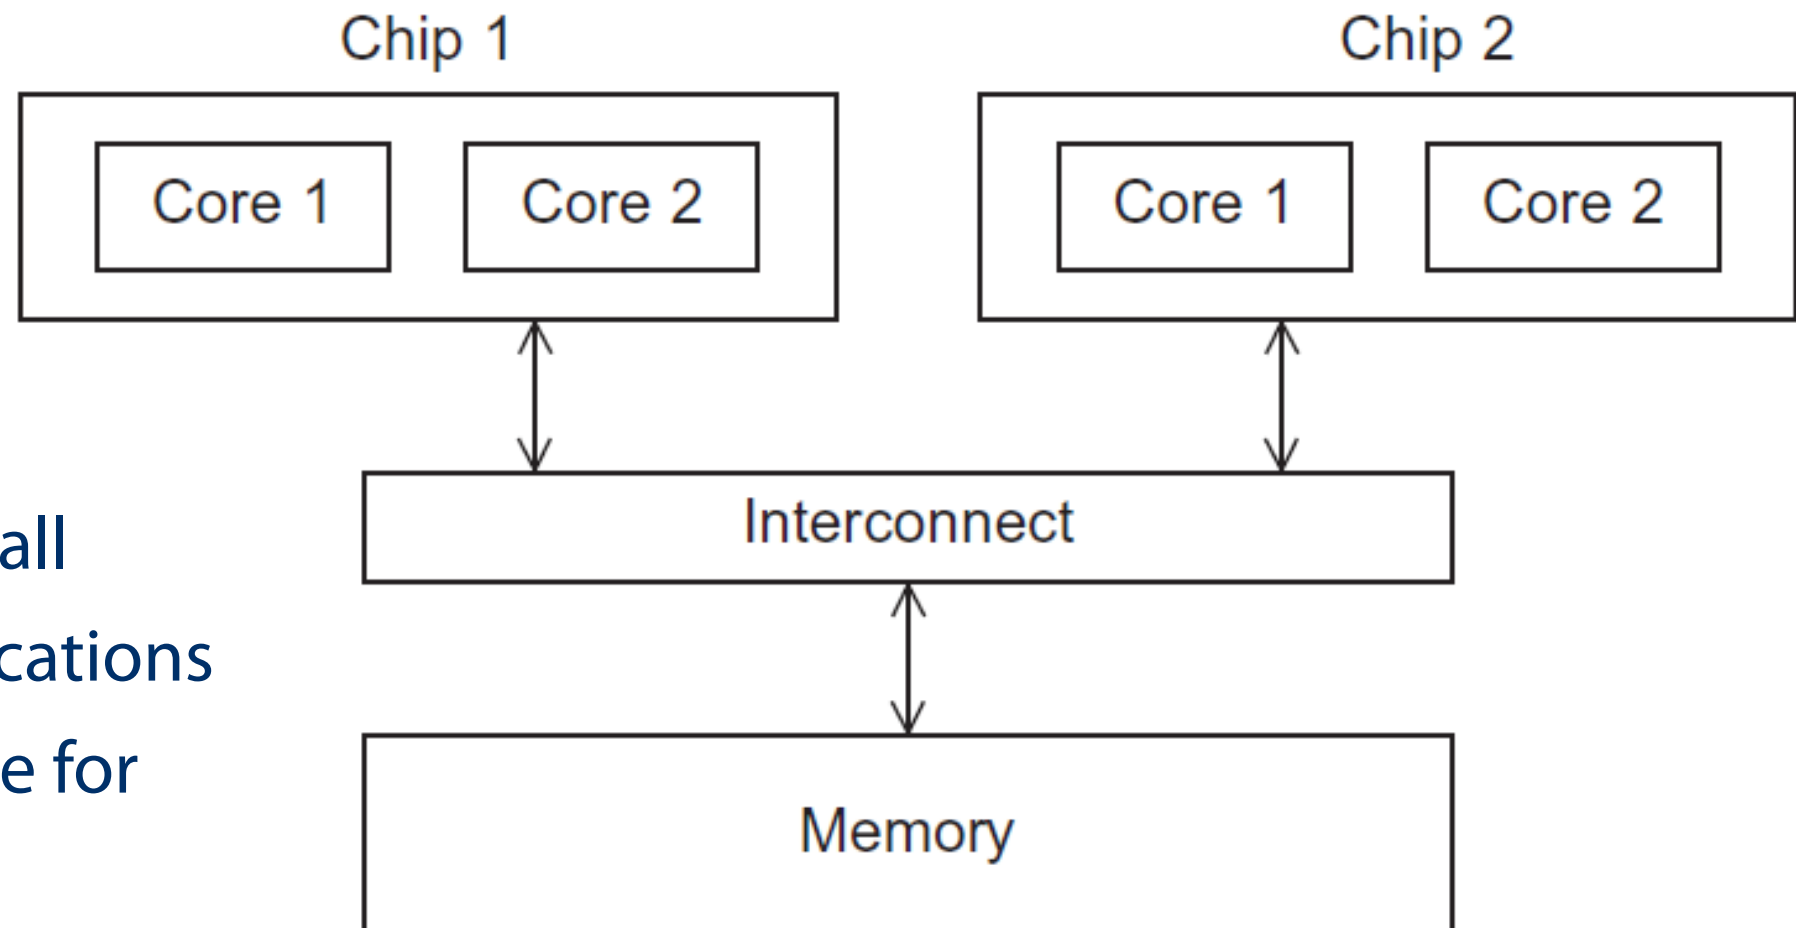 Chip 1
Chip 2
Core 1
Core 2
Core 1
Core 2
Interconnect
all
cations
e for
Memory